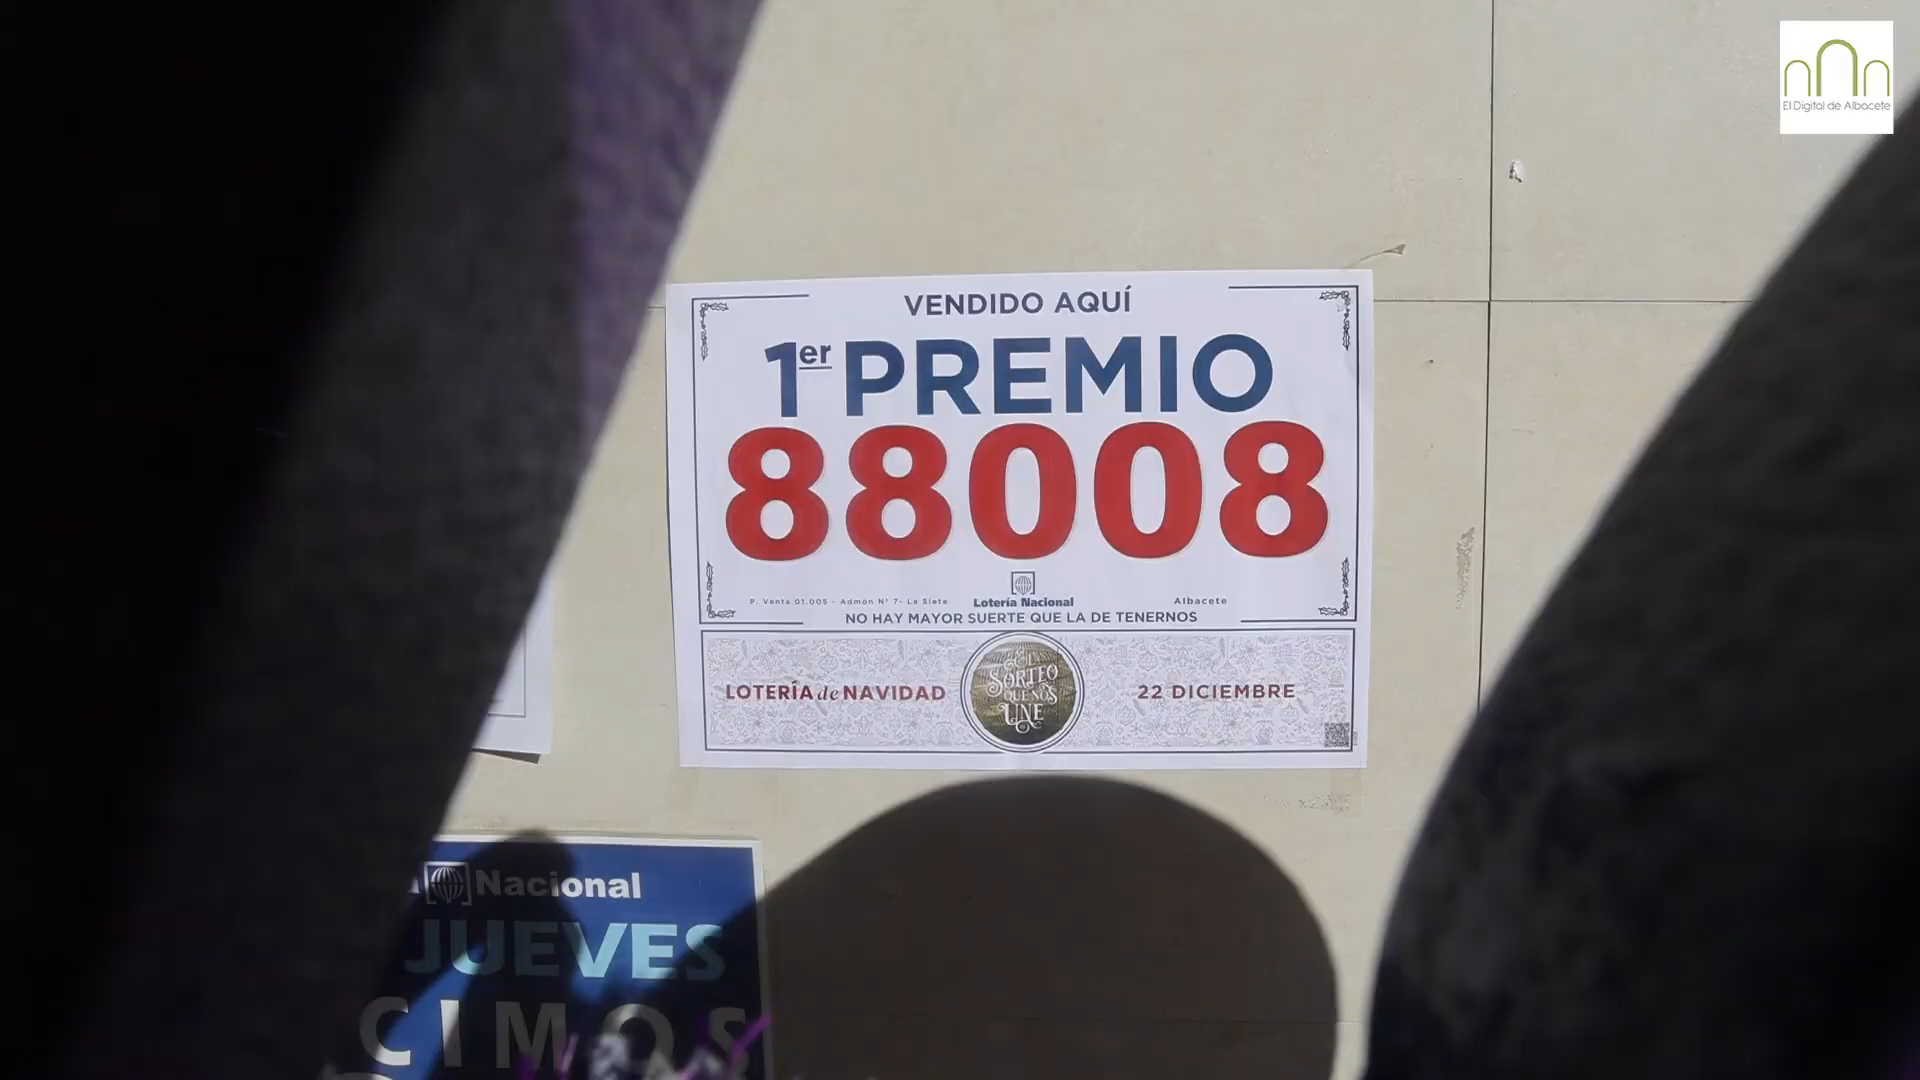 El Digital de Albacete
VENDIDO AQUÍ
1er PREMIO
88008
P. Venta 01.005 - Admón Nº 7- La Siete
Lotería Nacional
Albacete
NO HAY MAYOR SUERTE QUE LA DE TENERNOS
LOTERÍA de NAVIDAD
EL SORTEO QUE NOS UNE
22 DICIEMBRE
Nacional
JUEVES
CIMOS